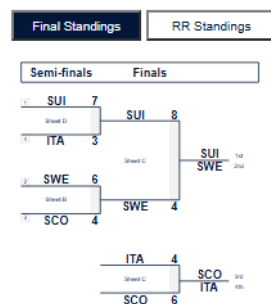 Final Standings RR Standings
Semi-finals Finals
1 SUI 7
Sheet D
SUI 8
4 ITA 3
Sheet C
SUI 1st
SWE 2nd
2 SWE 6
Sheet B
SWE 4
3 SCO 4
ITA 4
Sheet C
SCO 3rd
ITA 4th
SCO 6